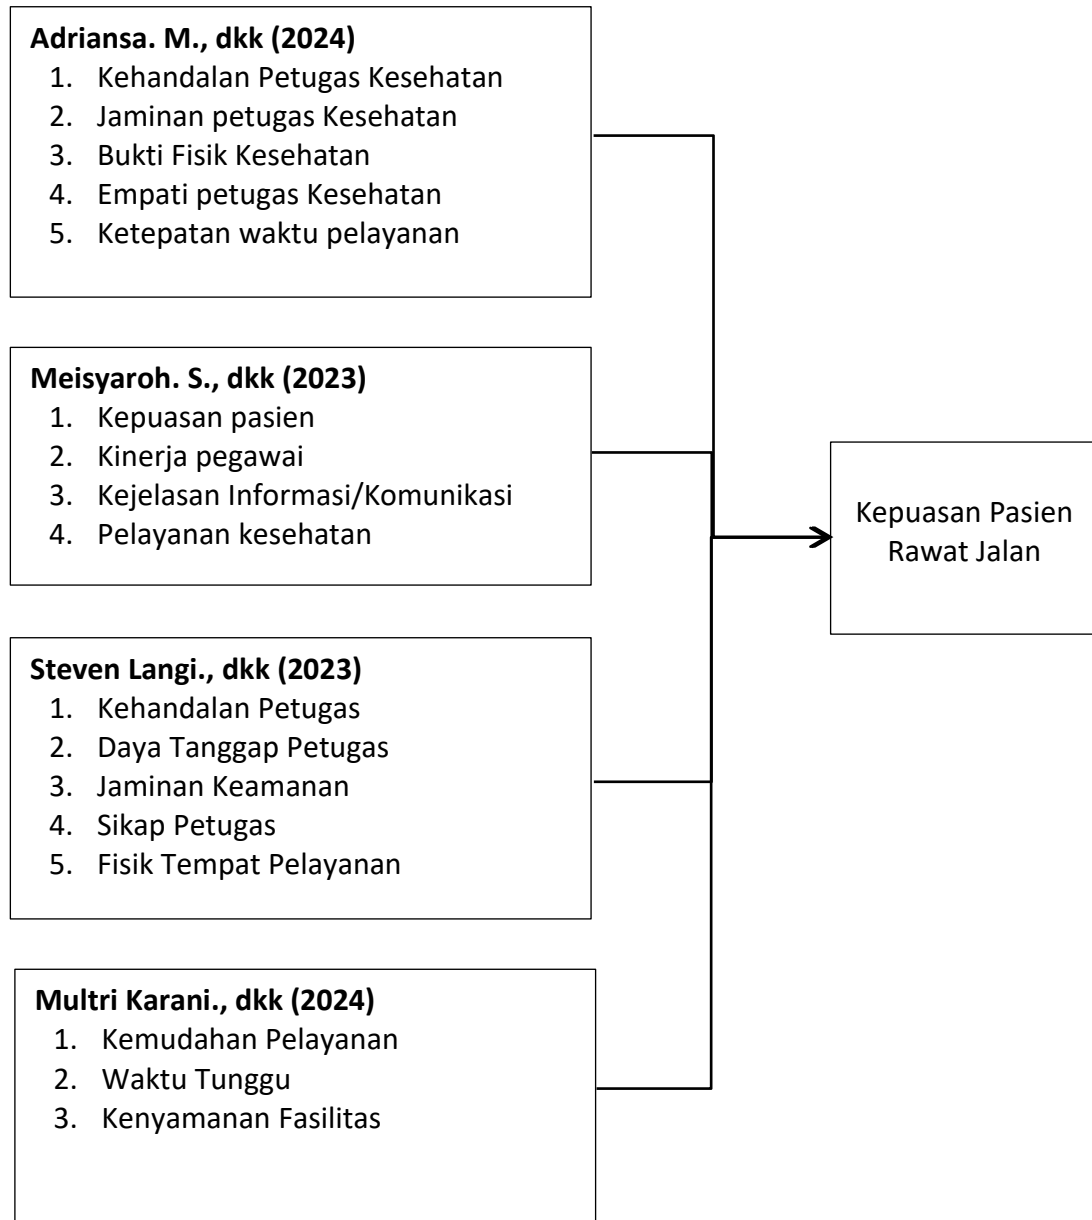 Adriansa. M., dkk (2024)
1. Kehandalan Petugas Kesehatan
2. Jaminan petugas Kesehatan
3. Bukti Fisik Kesehatan
4. Empati petugas Kesehatan
5. Ketepatan waktu pelayanan
Meisyaroh. S., dkk (2023)
1. Kepuasan pasien
2. Kinerja pegawai
3. Kejelasan Informasi/Komunikasi
4. Pelayanan kesehatan
Steven Langi., dkk (2023)
1. Kehandalan Petugas
2. Daya Tanggap Petugas
3. Jaminan Keamanan
4. Sikap Petugas
5. Fisik Tempat Pelayanan
Multri Karani., dkk (2024)
1. Kemudahan Pelayanan
2. Waktu Tunggu
3. Kenyamanan Fasilitas
Kepuasan Pasien
Rawat Jalan